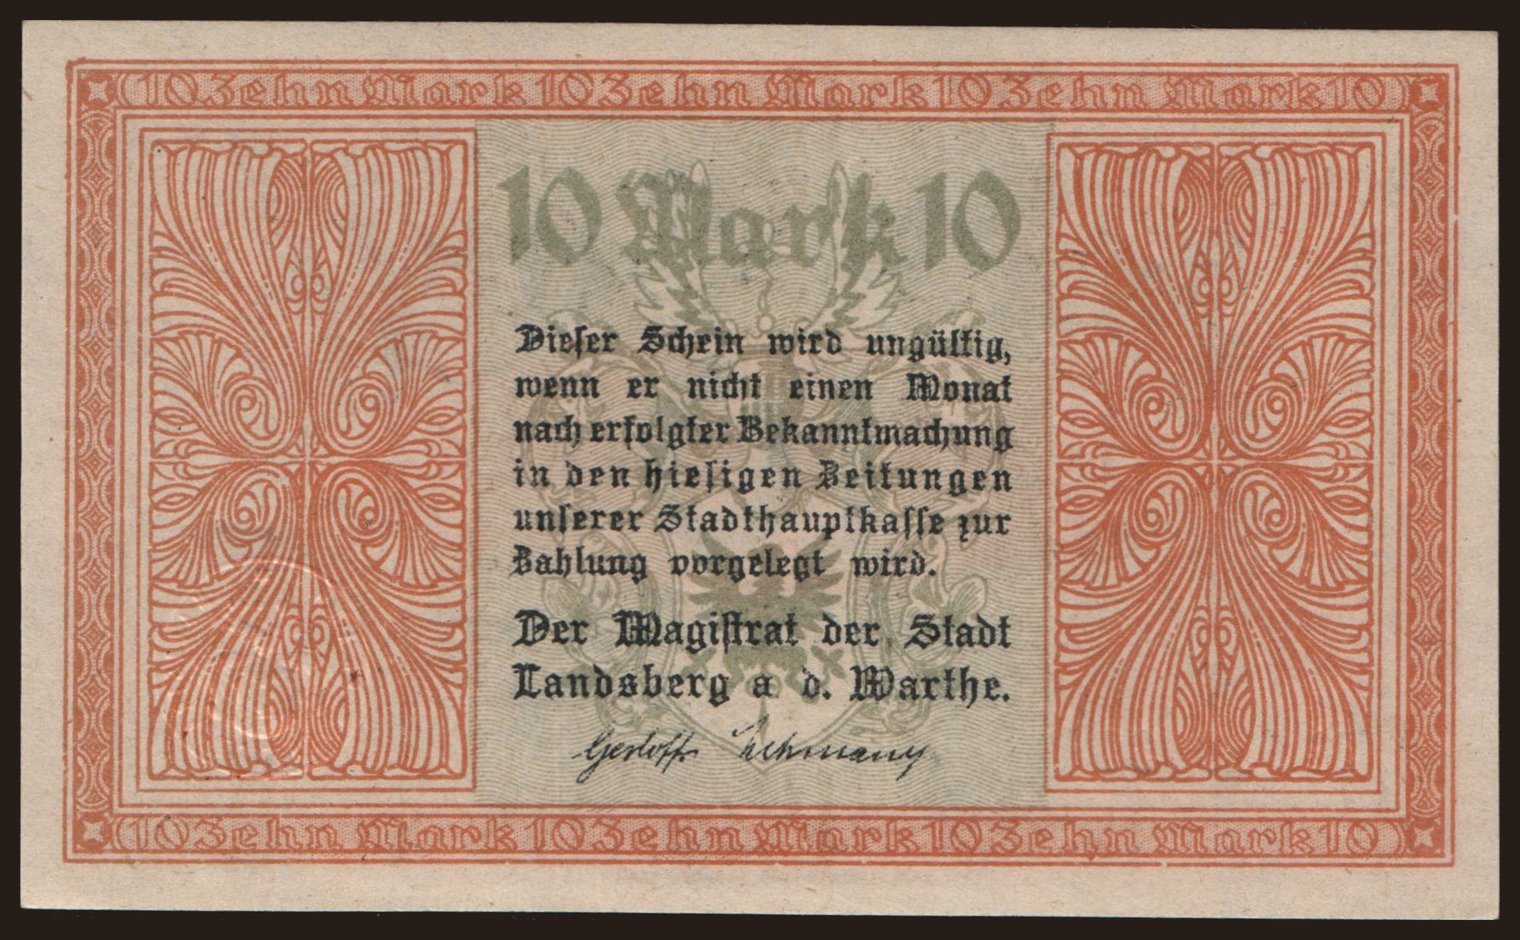 10 Zehn Mark 10 Zehn Mark 10 Zehn Mark 10
10 Mark 10
Dieser Schein wird ungültig,
wenn er nicht einen Monat
nach erfolgter Bekanntmachung
in den hiesigen Zeitungen
unserer Stadthauptkasse zur
Zahlung vorgelegt wird.
Der Magistrat der Stadt
Landsberg a d. Warthe.
Gerloff Lehmann
10 Zehn Mark 10 Zehn Mark 10 Zehn Mark 10